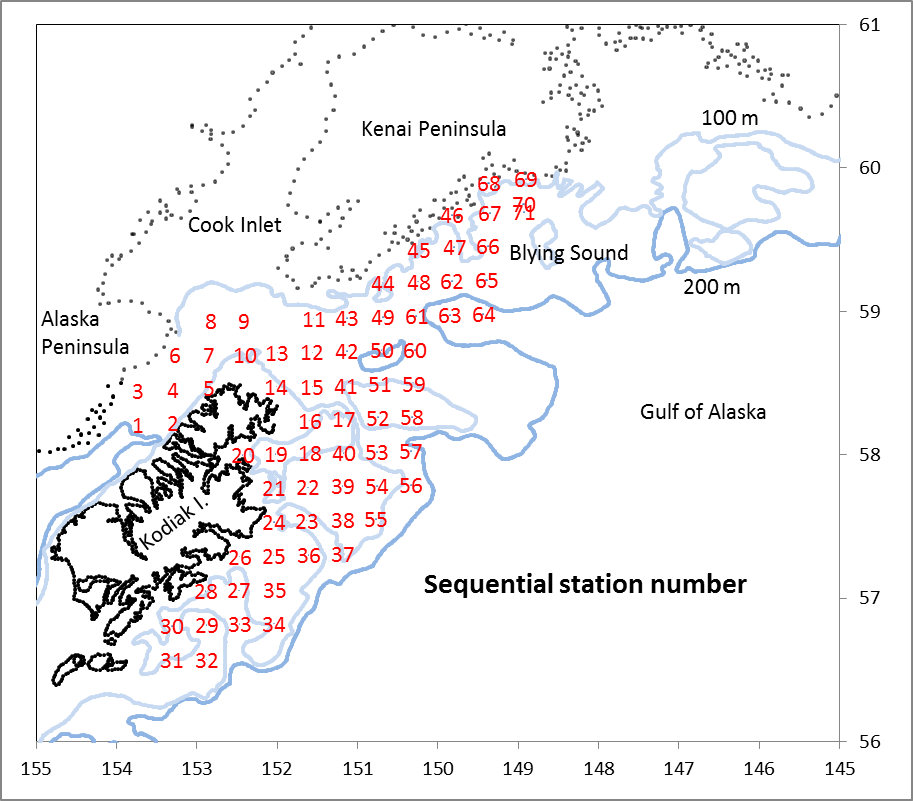 61
100 m
Kenai Peninsula
60
68 69
70
46 67 71
Cook Inlet
45 47 66
Blying Sound
44 48 62 65
200 m
59
Alaska
Peninsula
8 9 11 43 49 61 63 64
6 7 10 13 12 42 50 60
3 4 5 14 15 41 51 59
Gulf of Alaska
1 2 16 17 52 58
20 19 18 40 53 57
58
21 22 39 54 56
Kodiak I.
24 23 38 55
26 25 36 37
Sequential station number
28 27 35
57
30 29 33 34
31 32
56
155 154 153 152 151 150 149 148 147 146 145